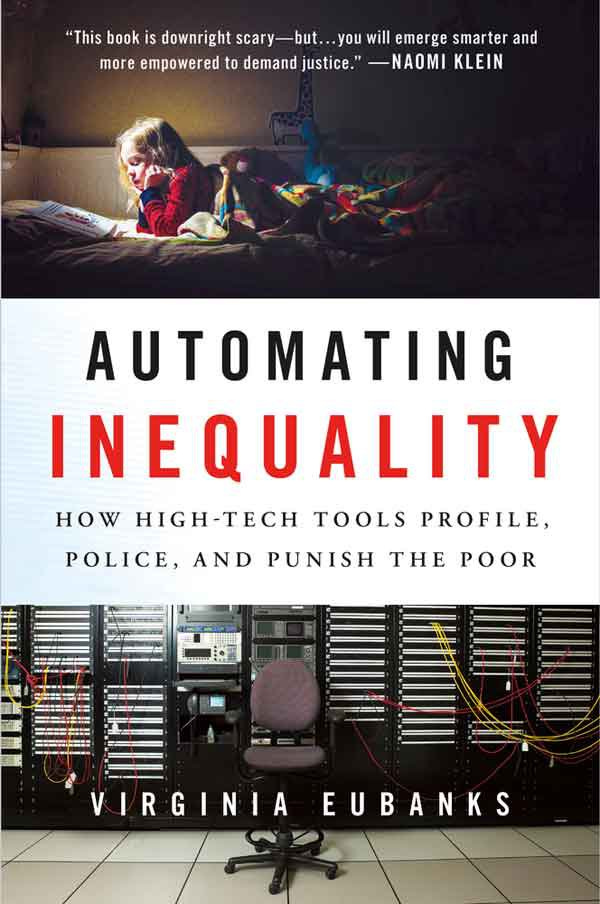 “This book is downright scary—but…you will emerge smarter and
more empowered to demand justice.” —NAOMI KLEIN
AUTOMATING
INEQUALITY
HOW HIGH-TECH TOOLS PROFILE,
POLICE, AND PUNISH THE POOR
VIRGINIA EUBANKS